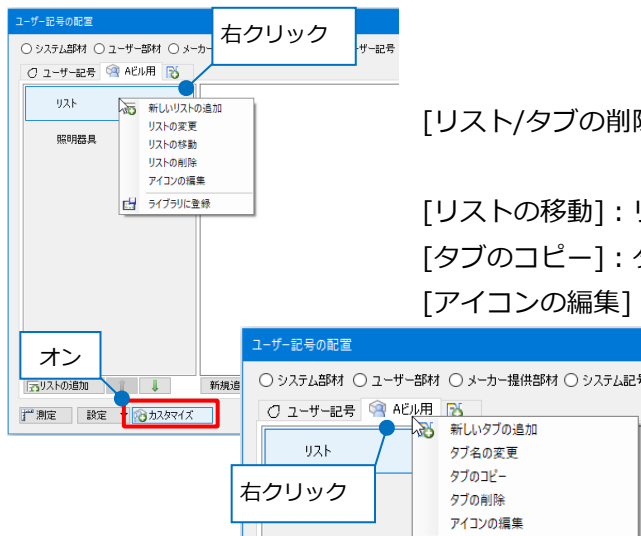 ユーザー記号の配置
右クリック
○ システム部材 ○ ユーザー部材 ○ メーカー
ザー記号
ユーザー記号 Aビル用
リスト
照明器具
新しいリストの追加
リストの変更
リストの移動
リストの削除
アイコンの編集
ライブラリに登録
[リスト/タブの削除
[リストの移動]:リ
[タブのコピー]:タ
[アイコンの編集]
オン
リストの追加
新規追
測定 設定 カスタマイズ
ユーザー記号の配置
○ システム部材 ○ ユーザー部材 ○ メーカー提供部材 ○ システム記号
ユーザー記号 Aビル用
リスト
右クリック
新しいタブの追加
タブ名の変更
タブのコピー
タブの削除
アイコンの編集